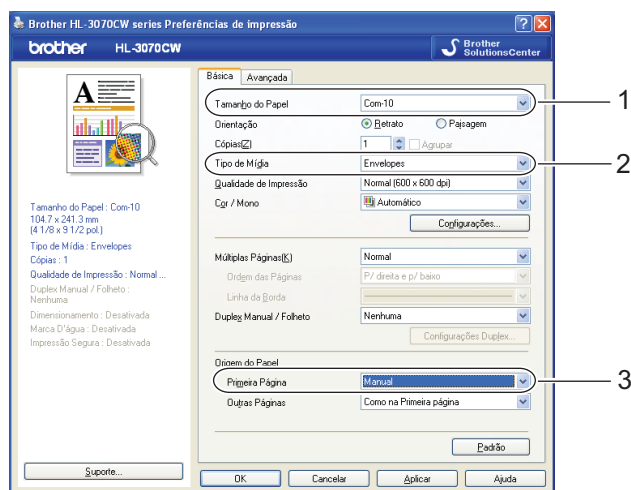 Brother HL-3070CW series Preferências de impressão
brother HL-3070CW
Brother
SolutionsCenter
A
Tamanho do Papel : Com-10
104.7 x 241.3 mm
(4 1/8 x 9 1/2 pol.)
Tipo de Mídia : Envelopes
Cópias : 1
Qualidade de Impressão : Normal ...
Duplex Manual / Folheto :
Nenhuma
Dimensionamento : Desativada
Marca D'água : Desativada
Impressão Segura : Desativada
Suporte...
Básica Avançada
Tamanho do Papel Com-10 1
Orientação Retrato Paisagem
Cópias(Z) 1 Agrupar
Tipo de Mídia Envelopes 2
Qualidade de Impressão Normal (600 x 600 dpi)
Cor / Mono Automático
Configurações...
Múltiplas Páginas(K) Normal
Ordem das Páginas P/ direita e p/ baixo
Linha da Borda
Duplex Manual / Folheto Nenhuma
Configurações Duplex...
Origem do Papel
Primeira Página Manual 3
Outras Páginas Como na Primeira página
Padrão
OK Cancelar Aplicar Ajuda